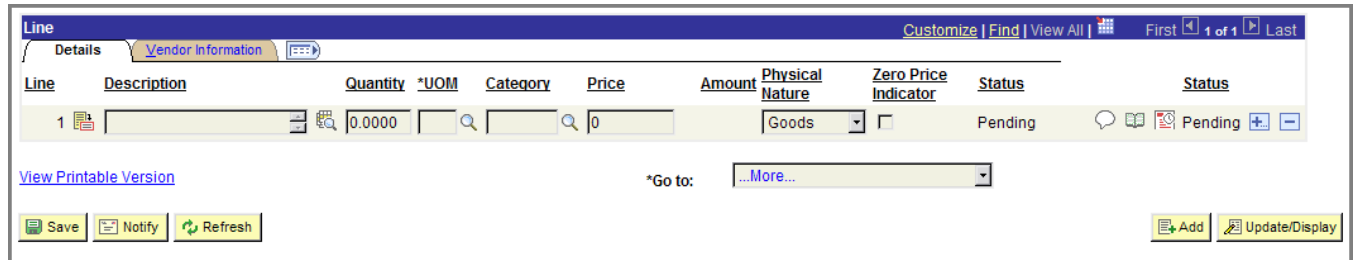 Line Customize | Find | View All | First 1 of 1 Last
Details Vendor Information
Line Description Quantity *UOM Category Price Amount Physical Nature Zero Price Indicator Status Status
1 0.0000 0 Goods Pending Pending
View Printable Version *Go to: ...More...
Save Notify Refresh Add Update/Display